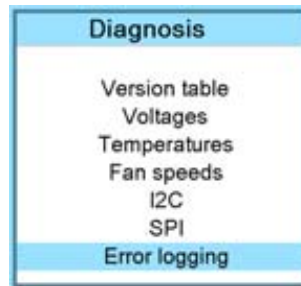 Diagnosis
Version table
Voltages
Temperatures
Fan speeds
I2C
SPI
Error logging